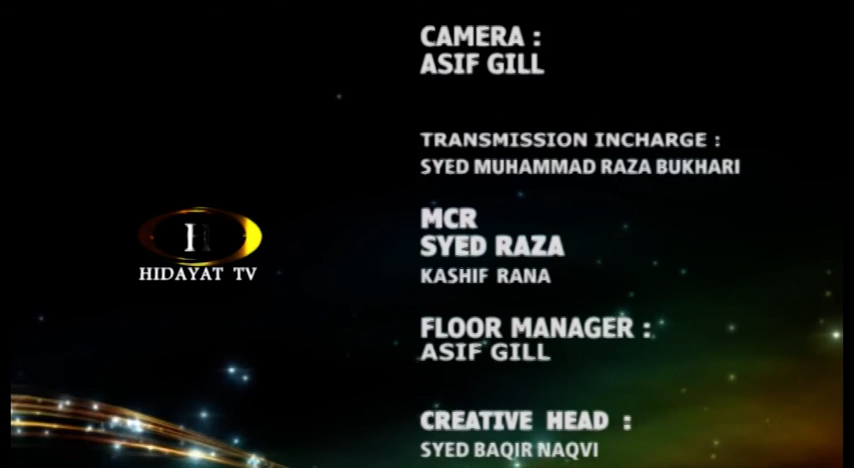 CAMERA :
ASIF GILL
TRANSMISSION INCHARGE :
SYED MUHAMMAD RAZA BUKHARI
MCR
SYED RAZA
KASHIF RANA
FLOOR MANAGER :
ASIF GILL
CREATIVE HEAD :
SYED BAQIR NAQVI
H
HIDAYAT TV